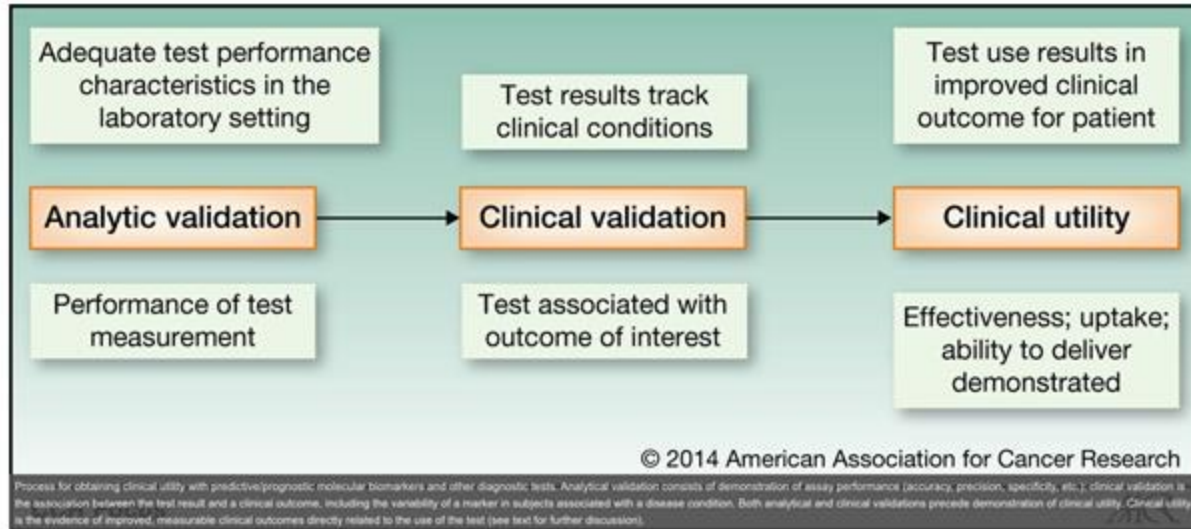 Adequate test performance
characteristics in the
laboratory setting
Test results track
clinical conditions
Test use results in
improved clinical
outcome for patient
Analytic validation
Clinical validation
Clinical utility
Performance of test
measurement
Test associated with
outcome of interest
Effectiveness; uptake;
ability to deliver
demonstrated
© 2014 American Association for Cancer Research
Process for obtaining clinical utility with predictive/prognostic molecular biomarkers and other diagnostic tests. Analytical validation consists of demonstration of assay performance (accuracy, precision, specificity, etc.); clinical validation is
the association between the test result and a clinical outcome, including the variability of a marker in subjects associated with a disease condition. Both analytical and clinical validations precede demonstration of clinical utility. Clinical utility
is the evidence of improved, measurable clinical outcomes directly related to the use of the test (see text for further discussion).